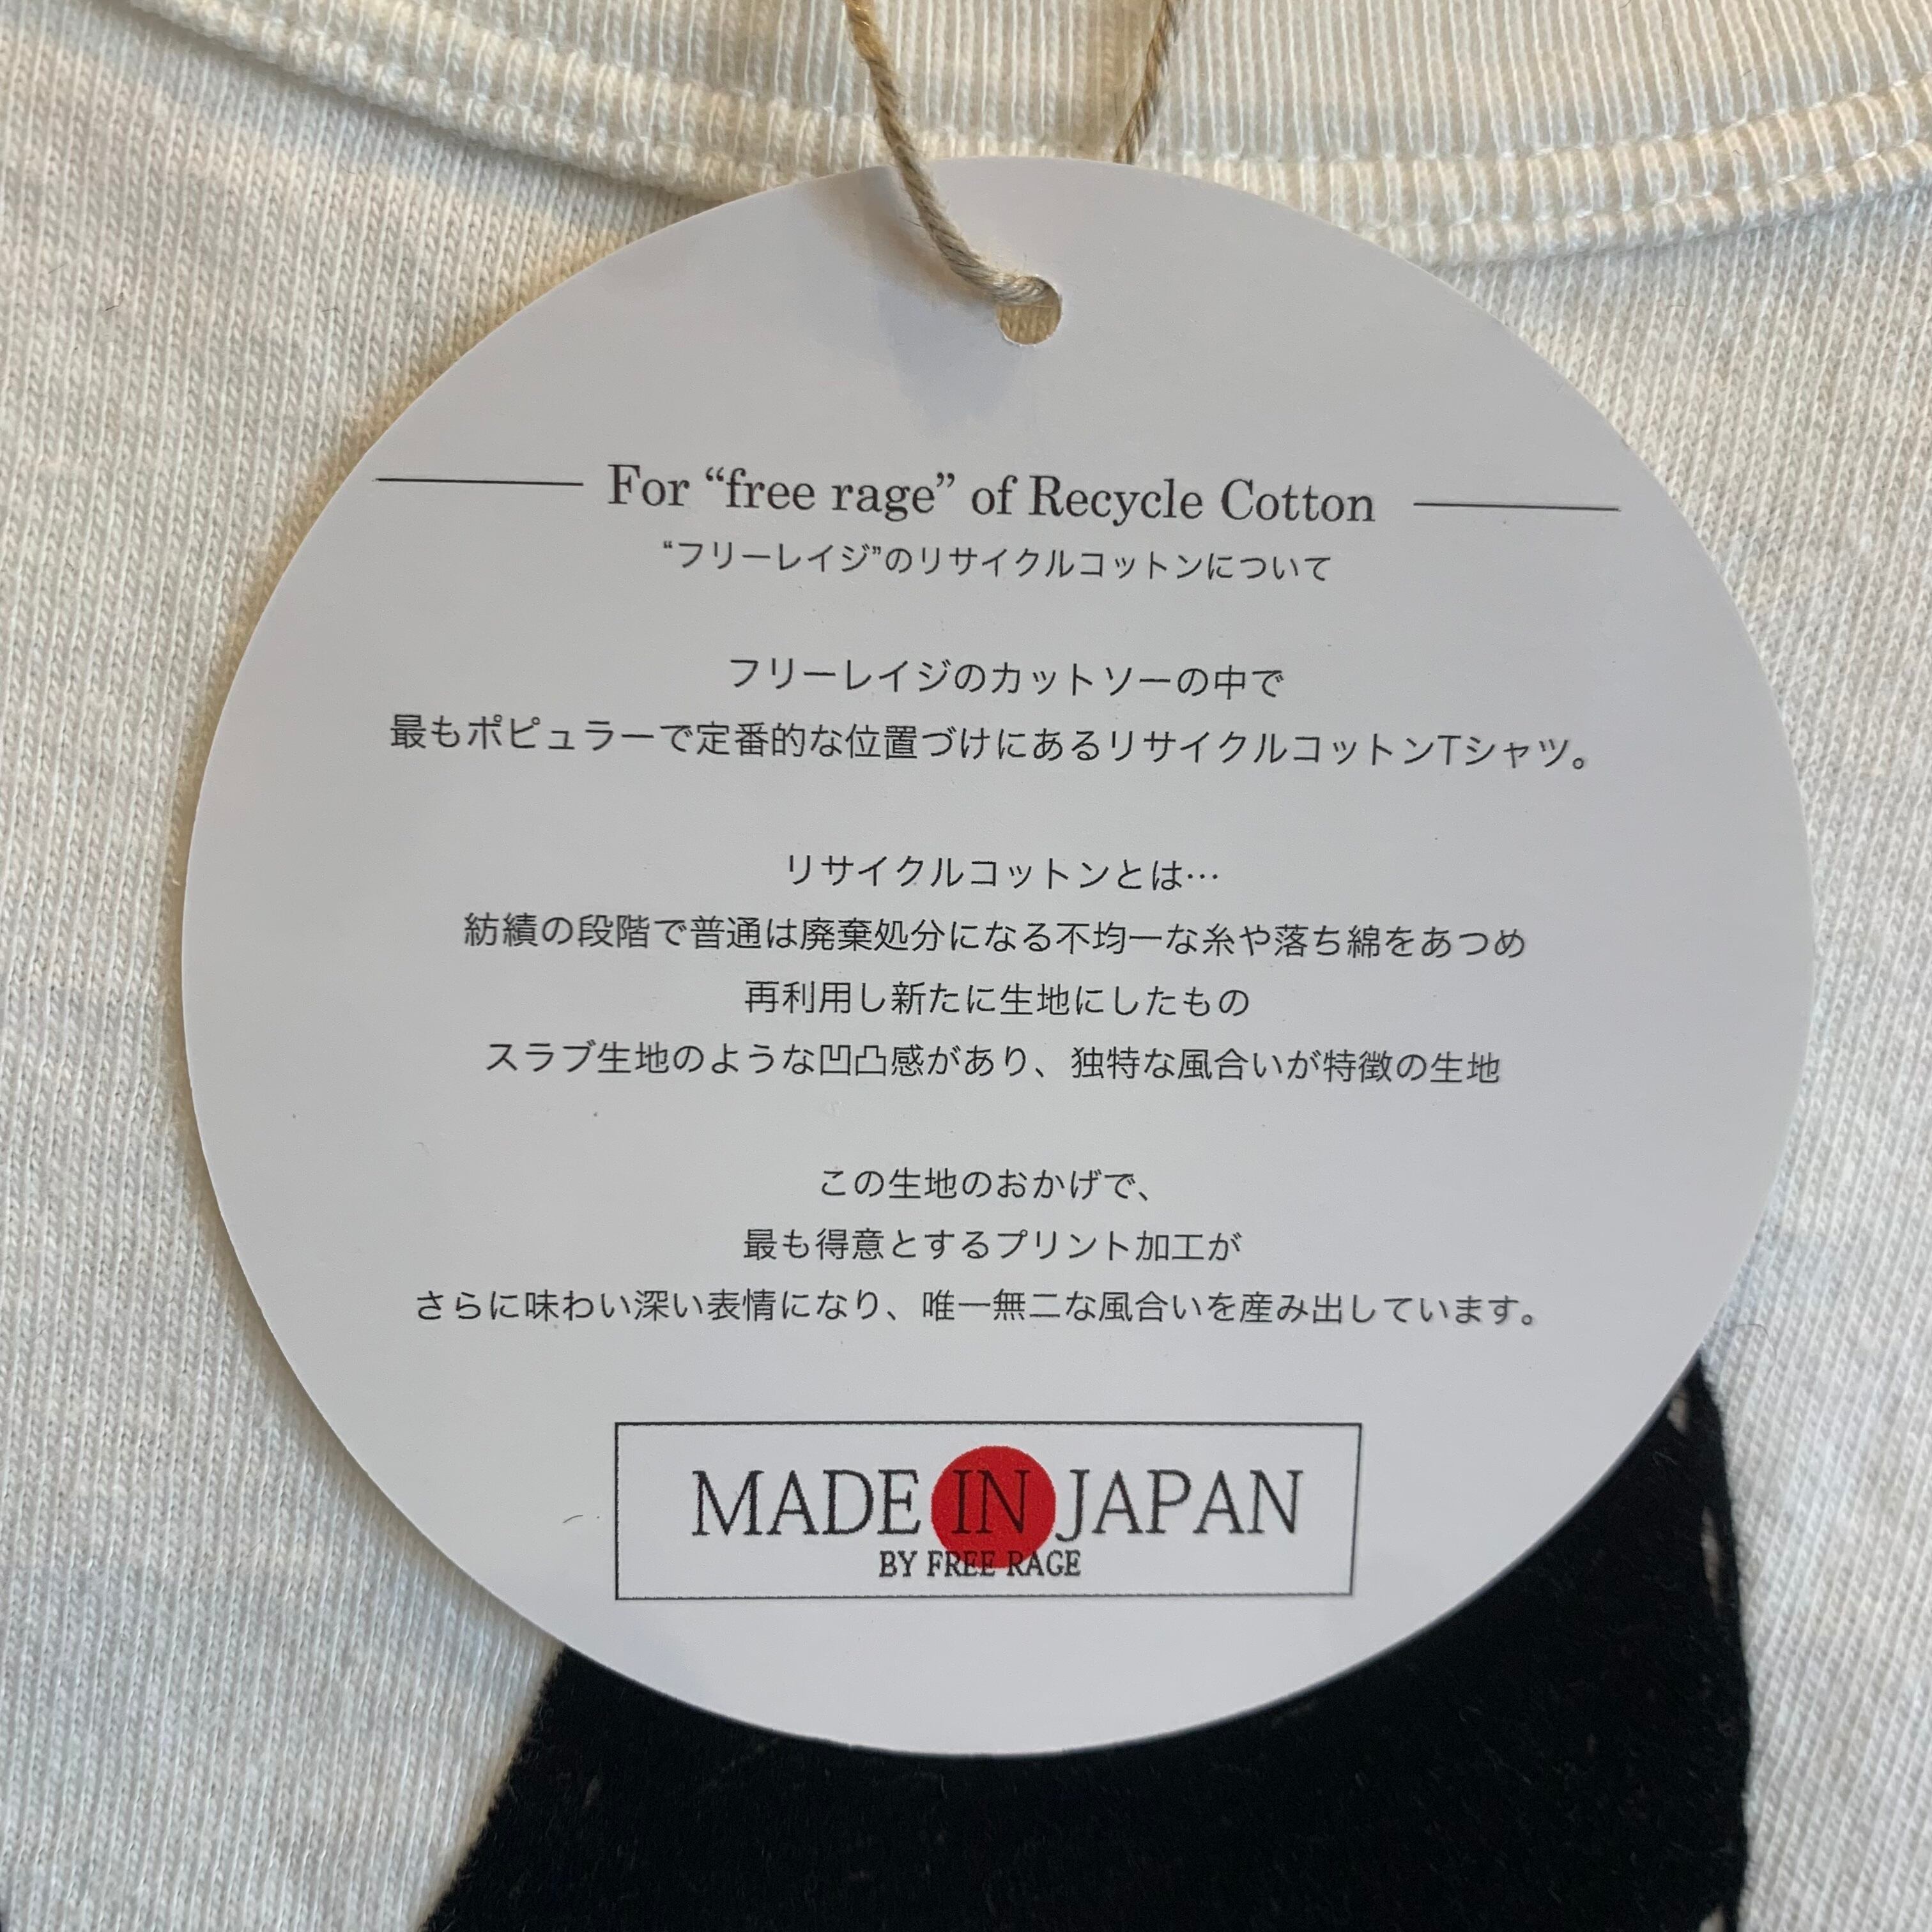 For “free rage” of Recycle Cotton
“フリーレイジ”のリサイクルコットンについて
フリーレイジのカットソーの中で
最もポピュラーで定番的な位置づけにあるリサイクルコットンTシャツ。
リサイクルコットンとは…
紡績の段階で普通は廃棄処分になる不均一な糸や落ち綿をあつめ
再利用し新たに生地にしたもの
スラブ生地のような凹凸感があり、独特な風合いが特徴の生地
この生地のおかげで、
最も得意とするプリント加工が
さらに味わい深い表情になり、唯一無二な風合いを産み出しています。
MADE IN JAPAN
BY FREE RAGE